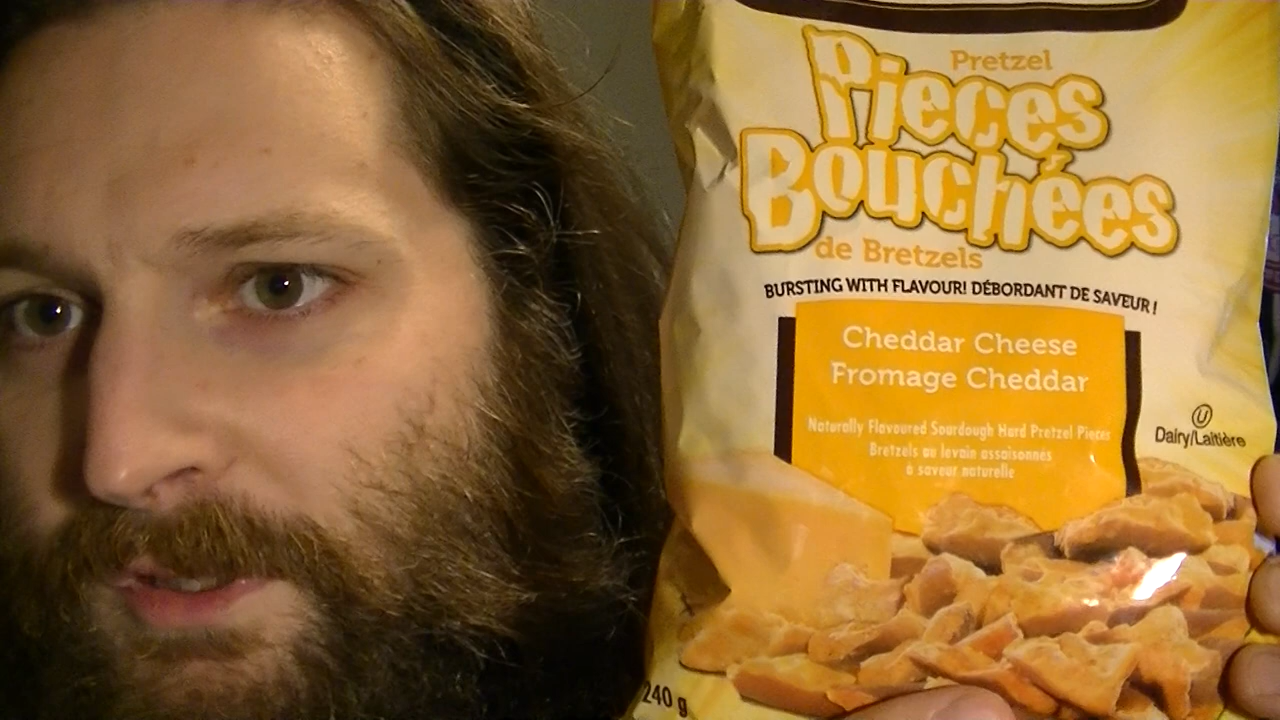 Pretzel
Pieces
Bouchées
de Bretzels
BURSTING WITH FLAVOUR! DÉBORDANT DE SAVEUR !
Cheddar Cheese
Fromage Cheddar
Naturally Flavoured Sourdough Hard Pretzel Pieces
Bretzels au levain assaisonnés
à saveur naturelle
U
Dairy/Laitière
240 g